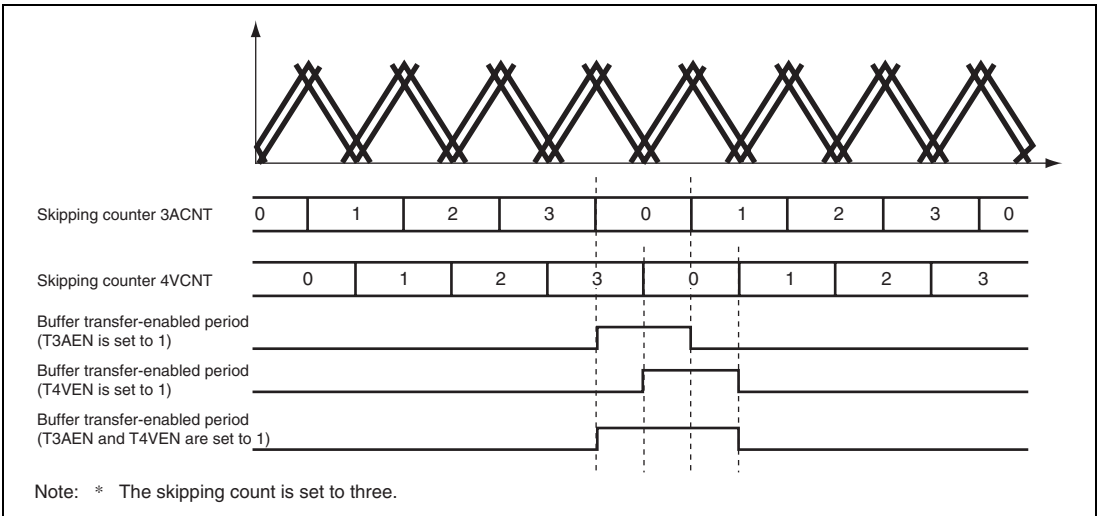 Skipping counter 3ACNT 0 1 2 3 0 1 2 3 0
Skipping counter 4VCNT 0 1 2 3 0 1 2 3
Buffer transfer-enabled period
(T3AEN is set to 1)
Buffer transfer-enabled period
(T4VEN is set to 1)
Buffer transfer-enabled period
(T3AEN and T4VEN are set to 1)
Note: * The skipping count is set to three.